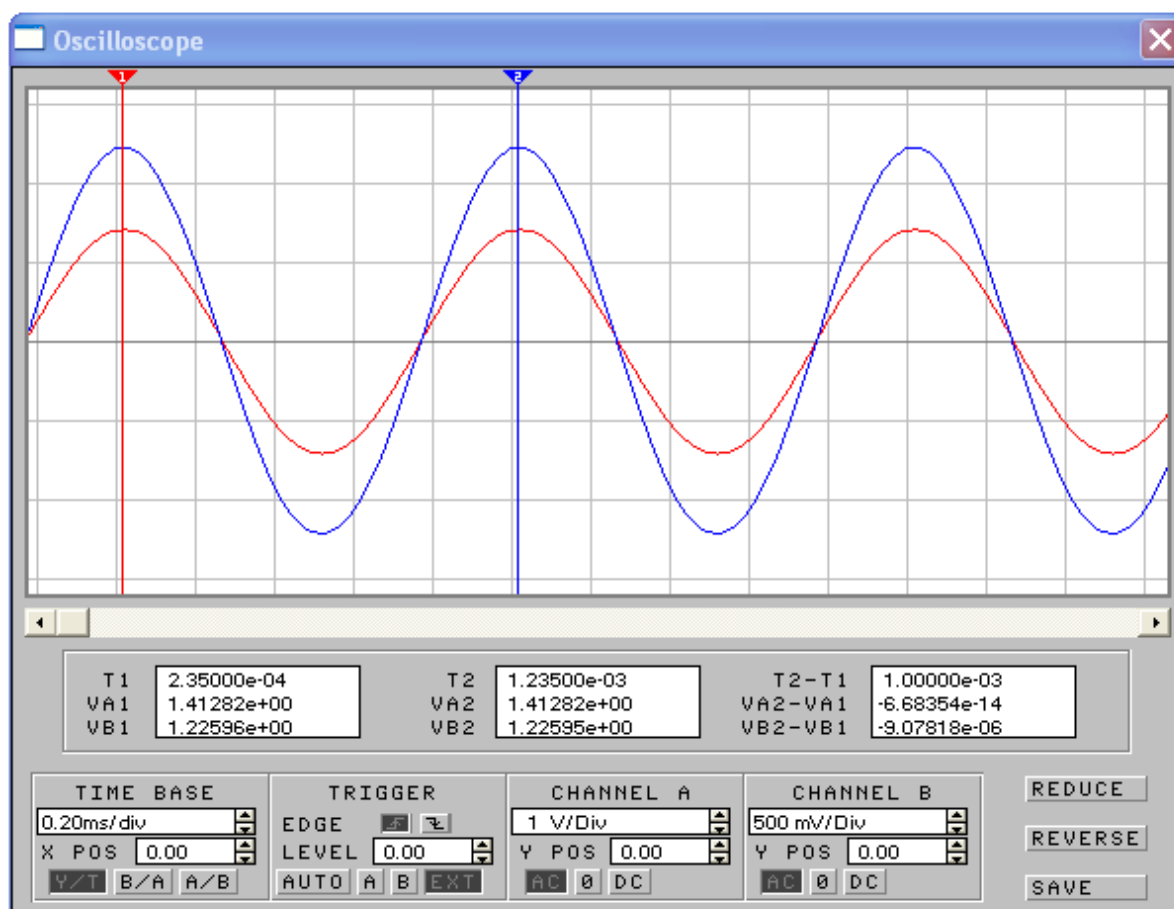 Oscilloscope
1 2
T1 2.35000e-04 T2 1.23500e-03 T2-T1 1.00000e-03
VA1 1.41282e+00 VA2 1.41282e+00 VA2-VA1 -6.68354e-14
VB1 1.22596e+00 VB2 1.22595e+00 VB2-VB1 -9.07818e-06
TIME BASE TRIGGER CHANNEL A CHANNEL B REDUCE
0.20ms/div EDGE 1 V/Div 500 mV/Div REVERSE
X POS 0.00 LEVEL 0.00 Y POS 0.00 Y POS 0.00
Y/T B/A A/B AUTO A B EXT AC 0 DC AC 0 DC SAVE